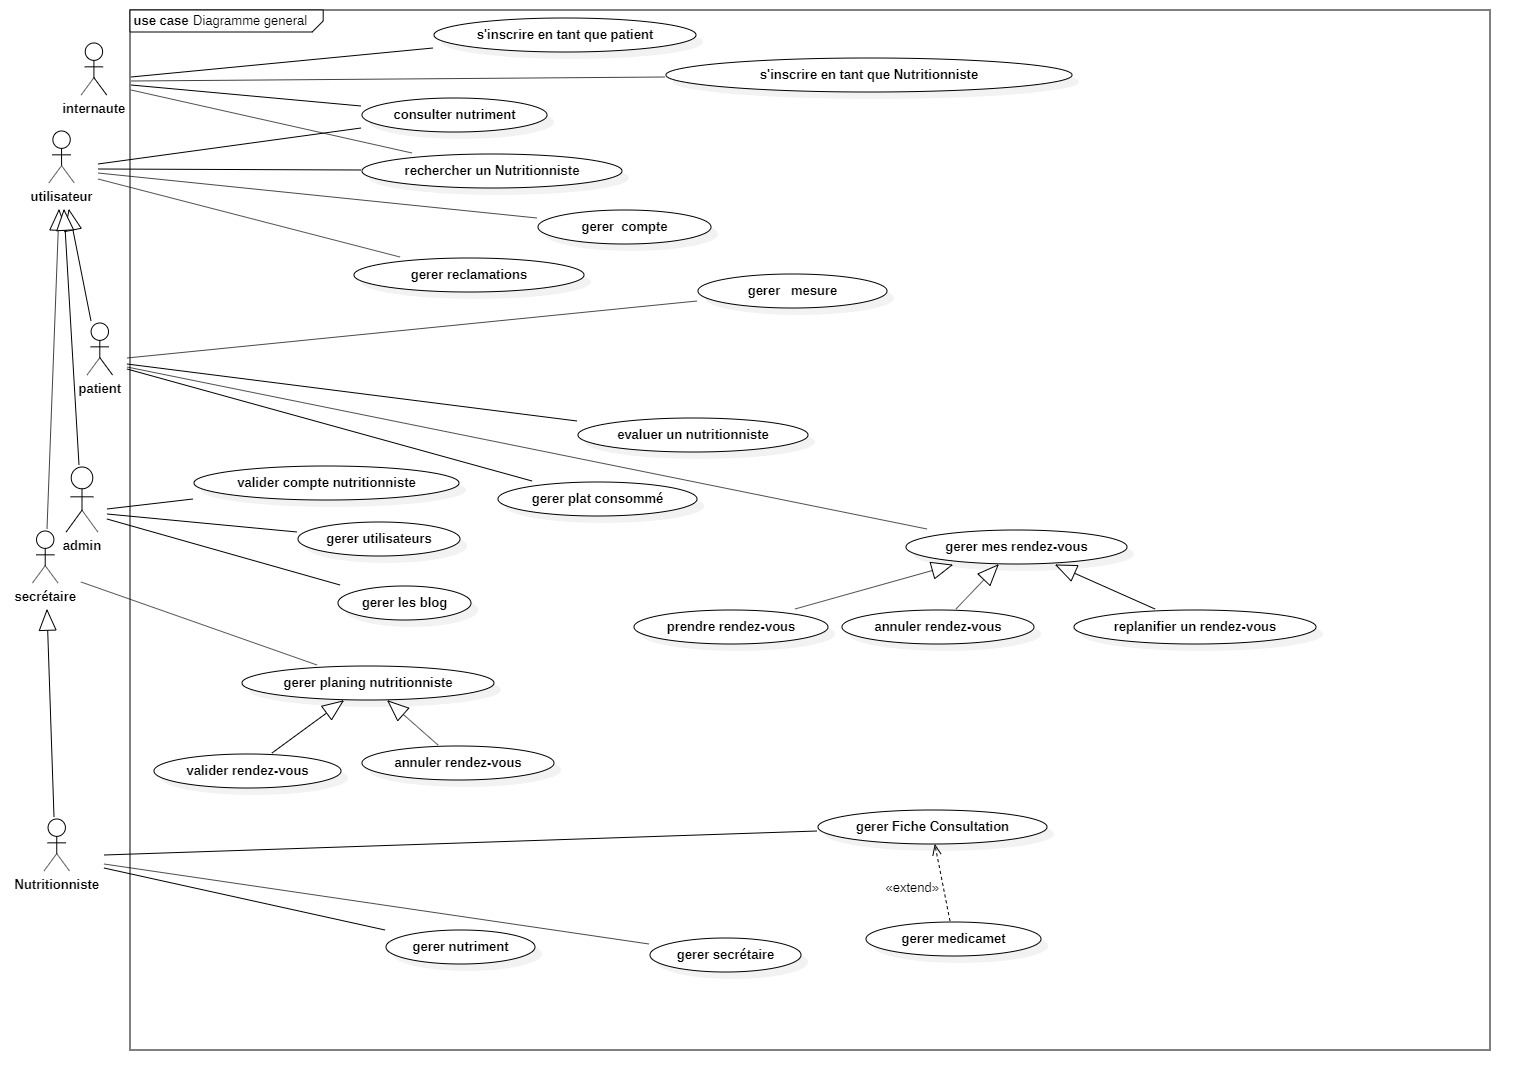 use case Diagramme general
s'inscrire en tant que patient
s'inscrire en tant que Nutritionniste
internaute
consulter nutriment
rechercher un Nutritionniste
utilisateur
gerer  compte
gerer reclamations
gerer   mesure
patient
evaluer un nutritionniste
valider compte nutritionniste
gerer plat consommé
gerer utilisateurs
admin
gerer mes rendez-vous
secrétaire
gerer les blog
prendre rendez-vous
annuler rendez-vous
replanifier un rendez-vous
gerer planing nutritionniste
valider rendez-vous
annuler rendez-vous
gerer Fiche Consultation
Nutritionniste
«extend»
gerer medicamet
gerer nutriment
gerer secrétaire